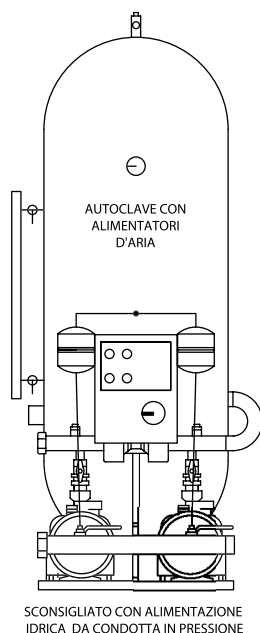 AUTOCLAVE CON
ALIMENTATORI
D'ARIA
SCONSIGLIATO CON ALIMENTAZIONE
IDRICA DA CONDOTTA IN PRESSIONE